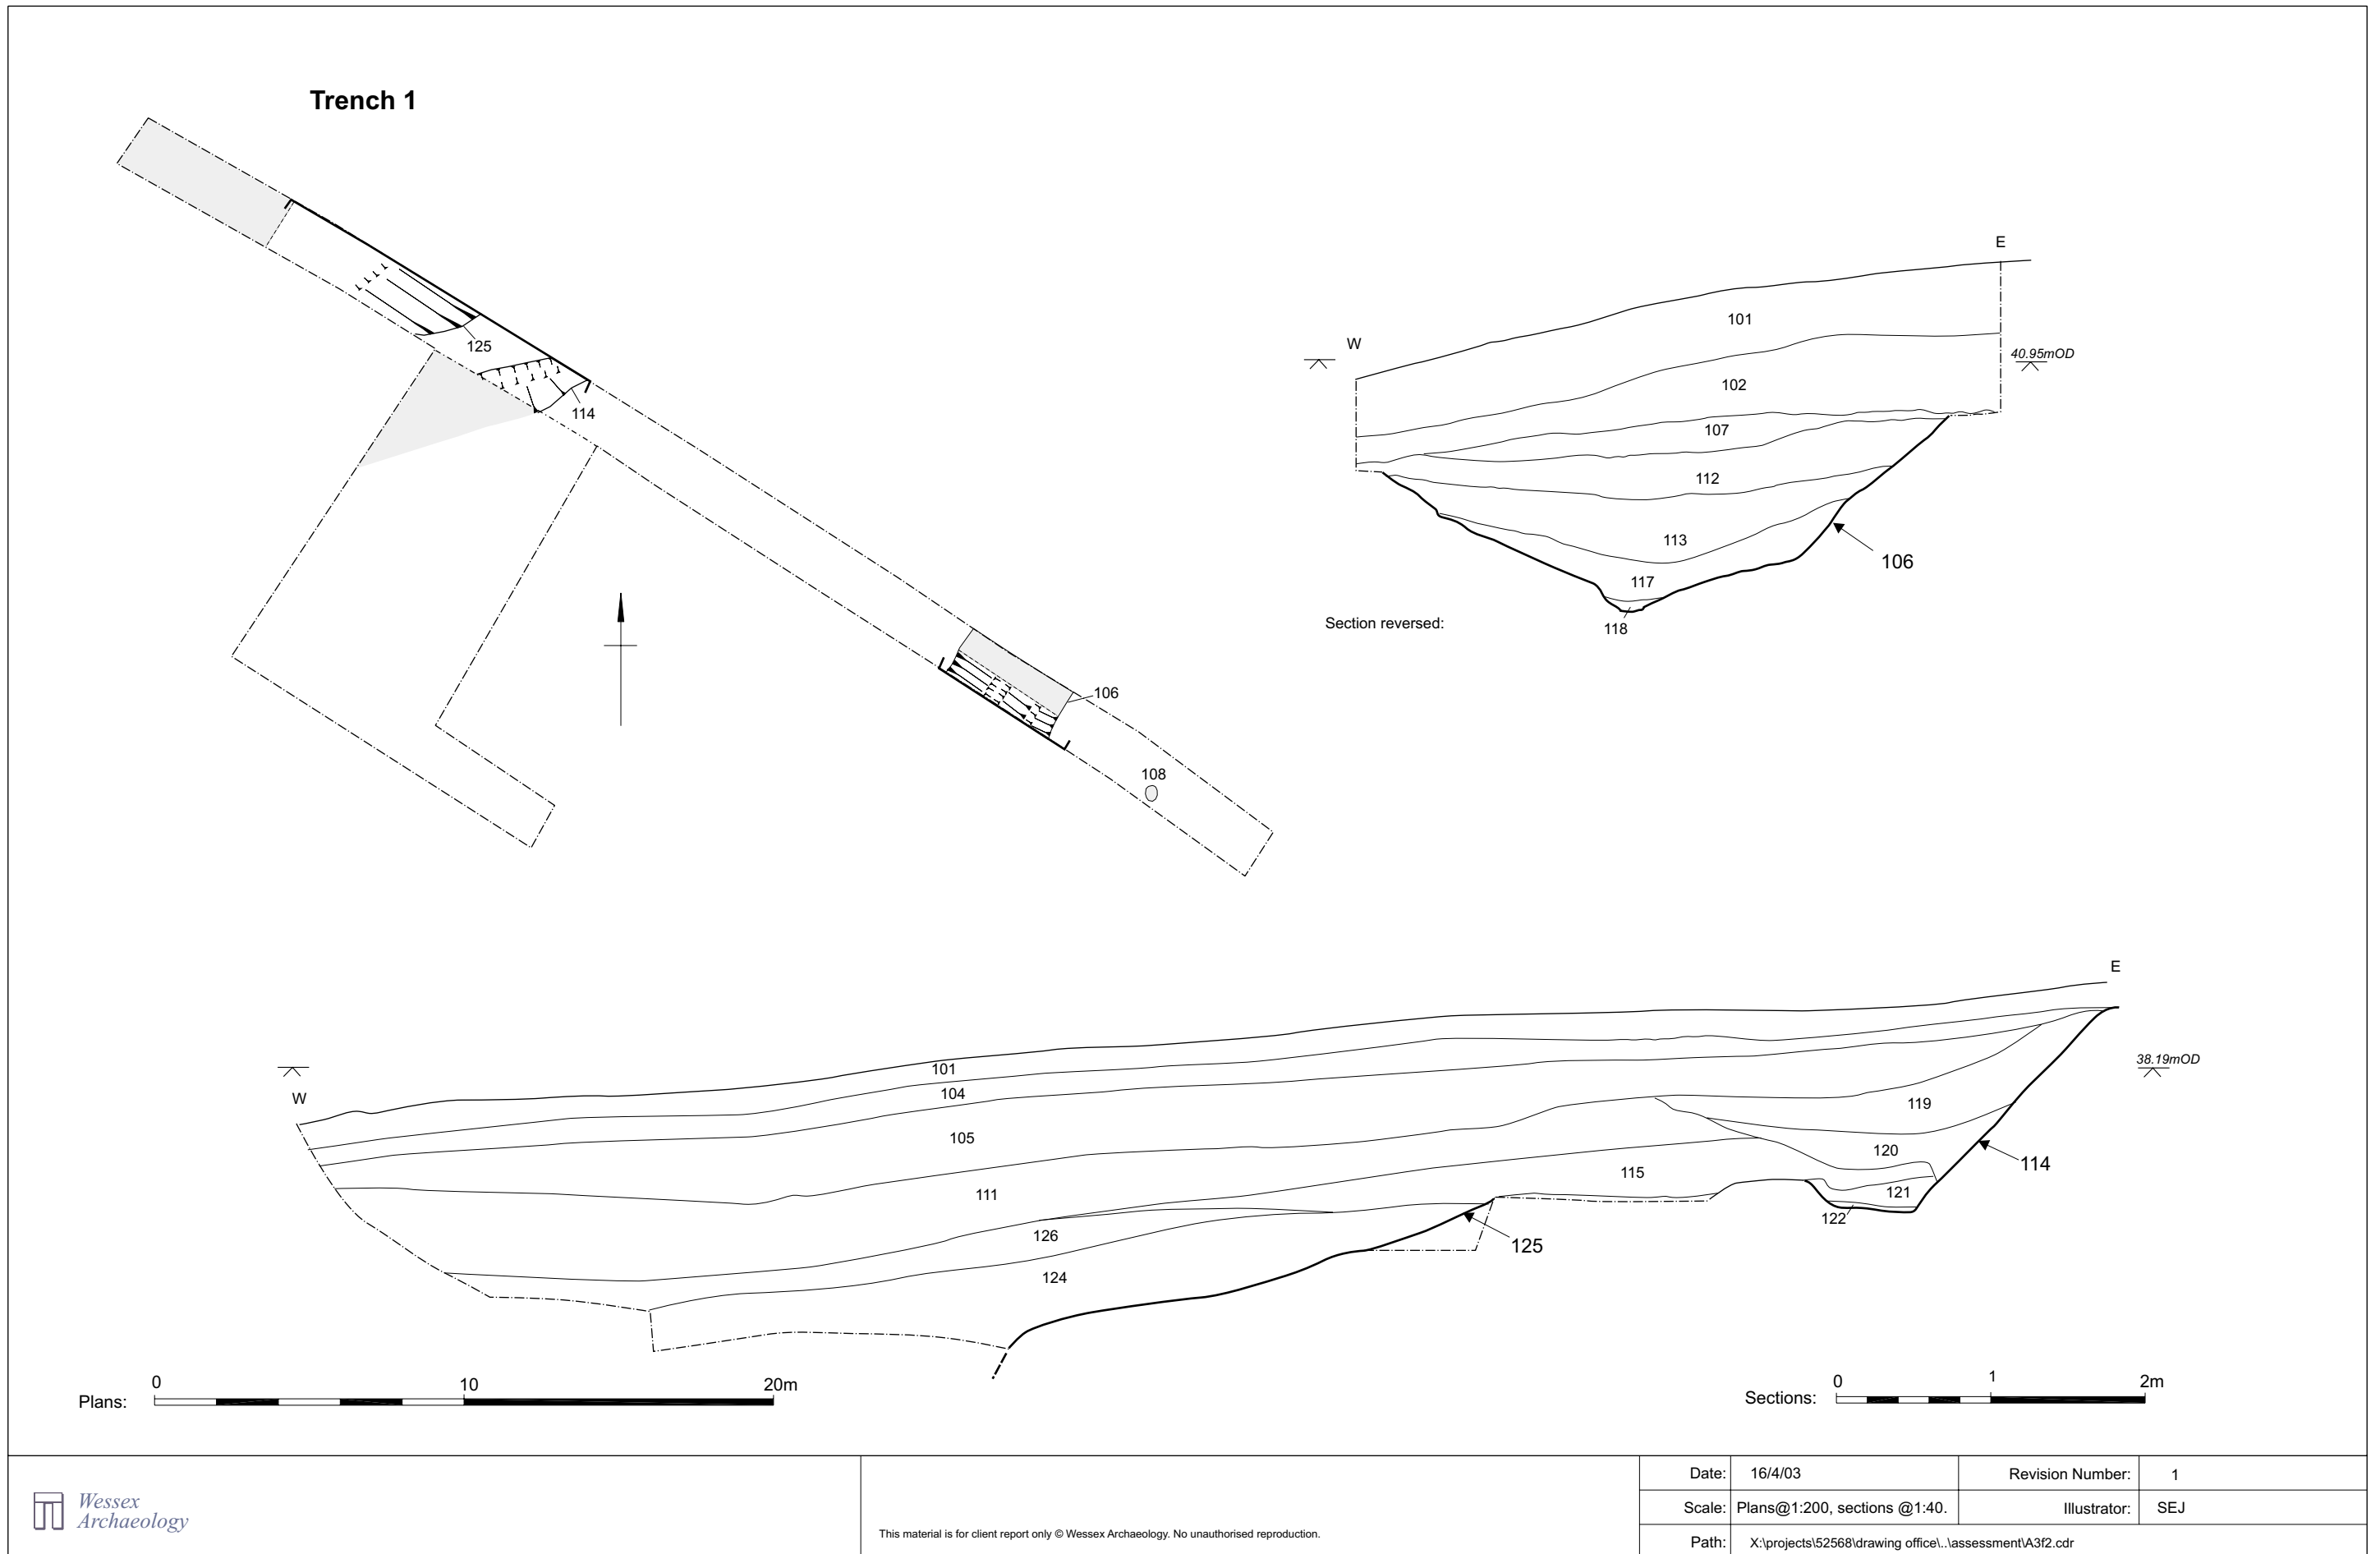 Trench 1
125
114
106
108
E
W
101
40.95mOD
102
107
112
113
106
117
118
Section reversed:
E
W
38.19mOD
101
104
105
119
120
114
111
115
121
122
126
125
124
Plans:
0 10 20m
Sections:
0 1 2m
Wessex
Archaeology
This material is for client report only © Wessex Archaeology. No unauthorised reproduction.
Date: 16/4/03 Revision Number: 1
Scale: Plans@1:200, sections @1:40. Illustrator: SEJ
Path: X:\projects\52568\drawing office\..\assessment\A3f2.cdr